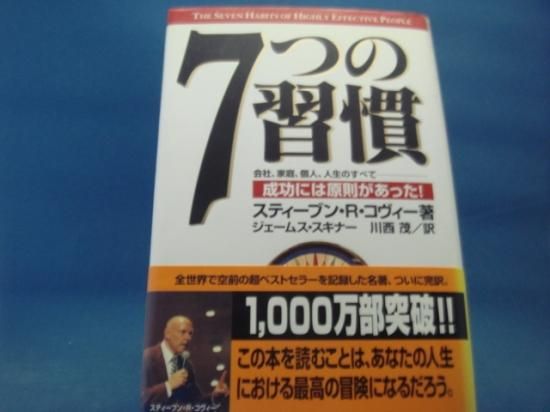 THE SEVEN HABITS OF HIGHLY EFFECTIVE PEOPLE
7つの
習慣
会社、家庭、個人、人生のすべて
成功には原則があった!
スティーブン・R・コヴィー著
ジェームス・スキナー 川西 茂/訳
全世界で空前の超ベストセラーを記録した名著、ついに完訳。
1,000万部突破!!
この本を読むことは、あなたの人生
における最高の冒険になるだろう。
スティーブン・R・コヴィー